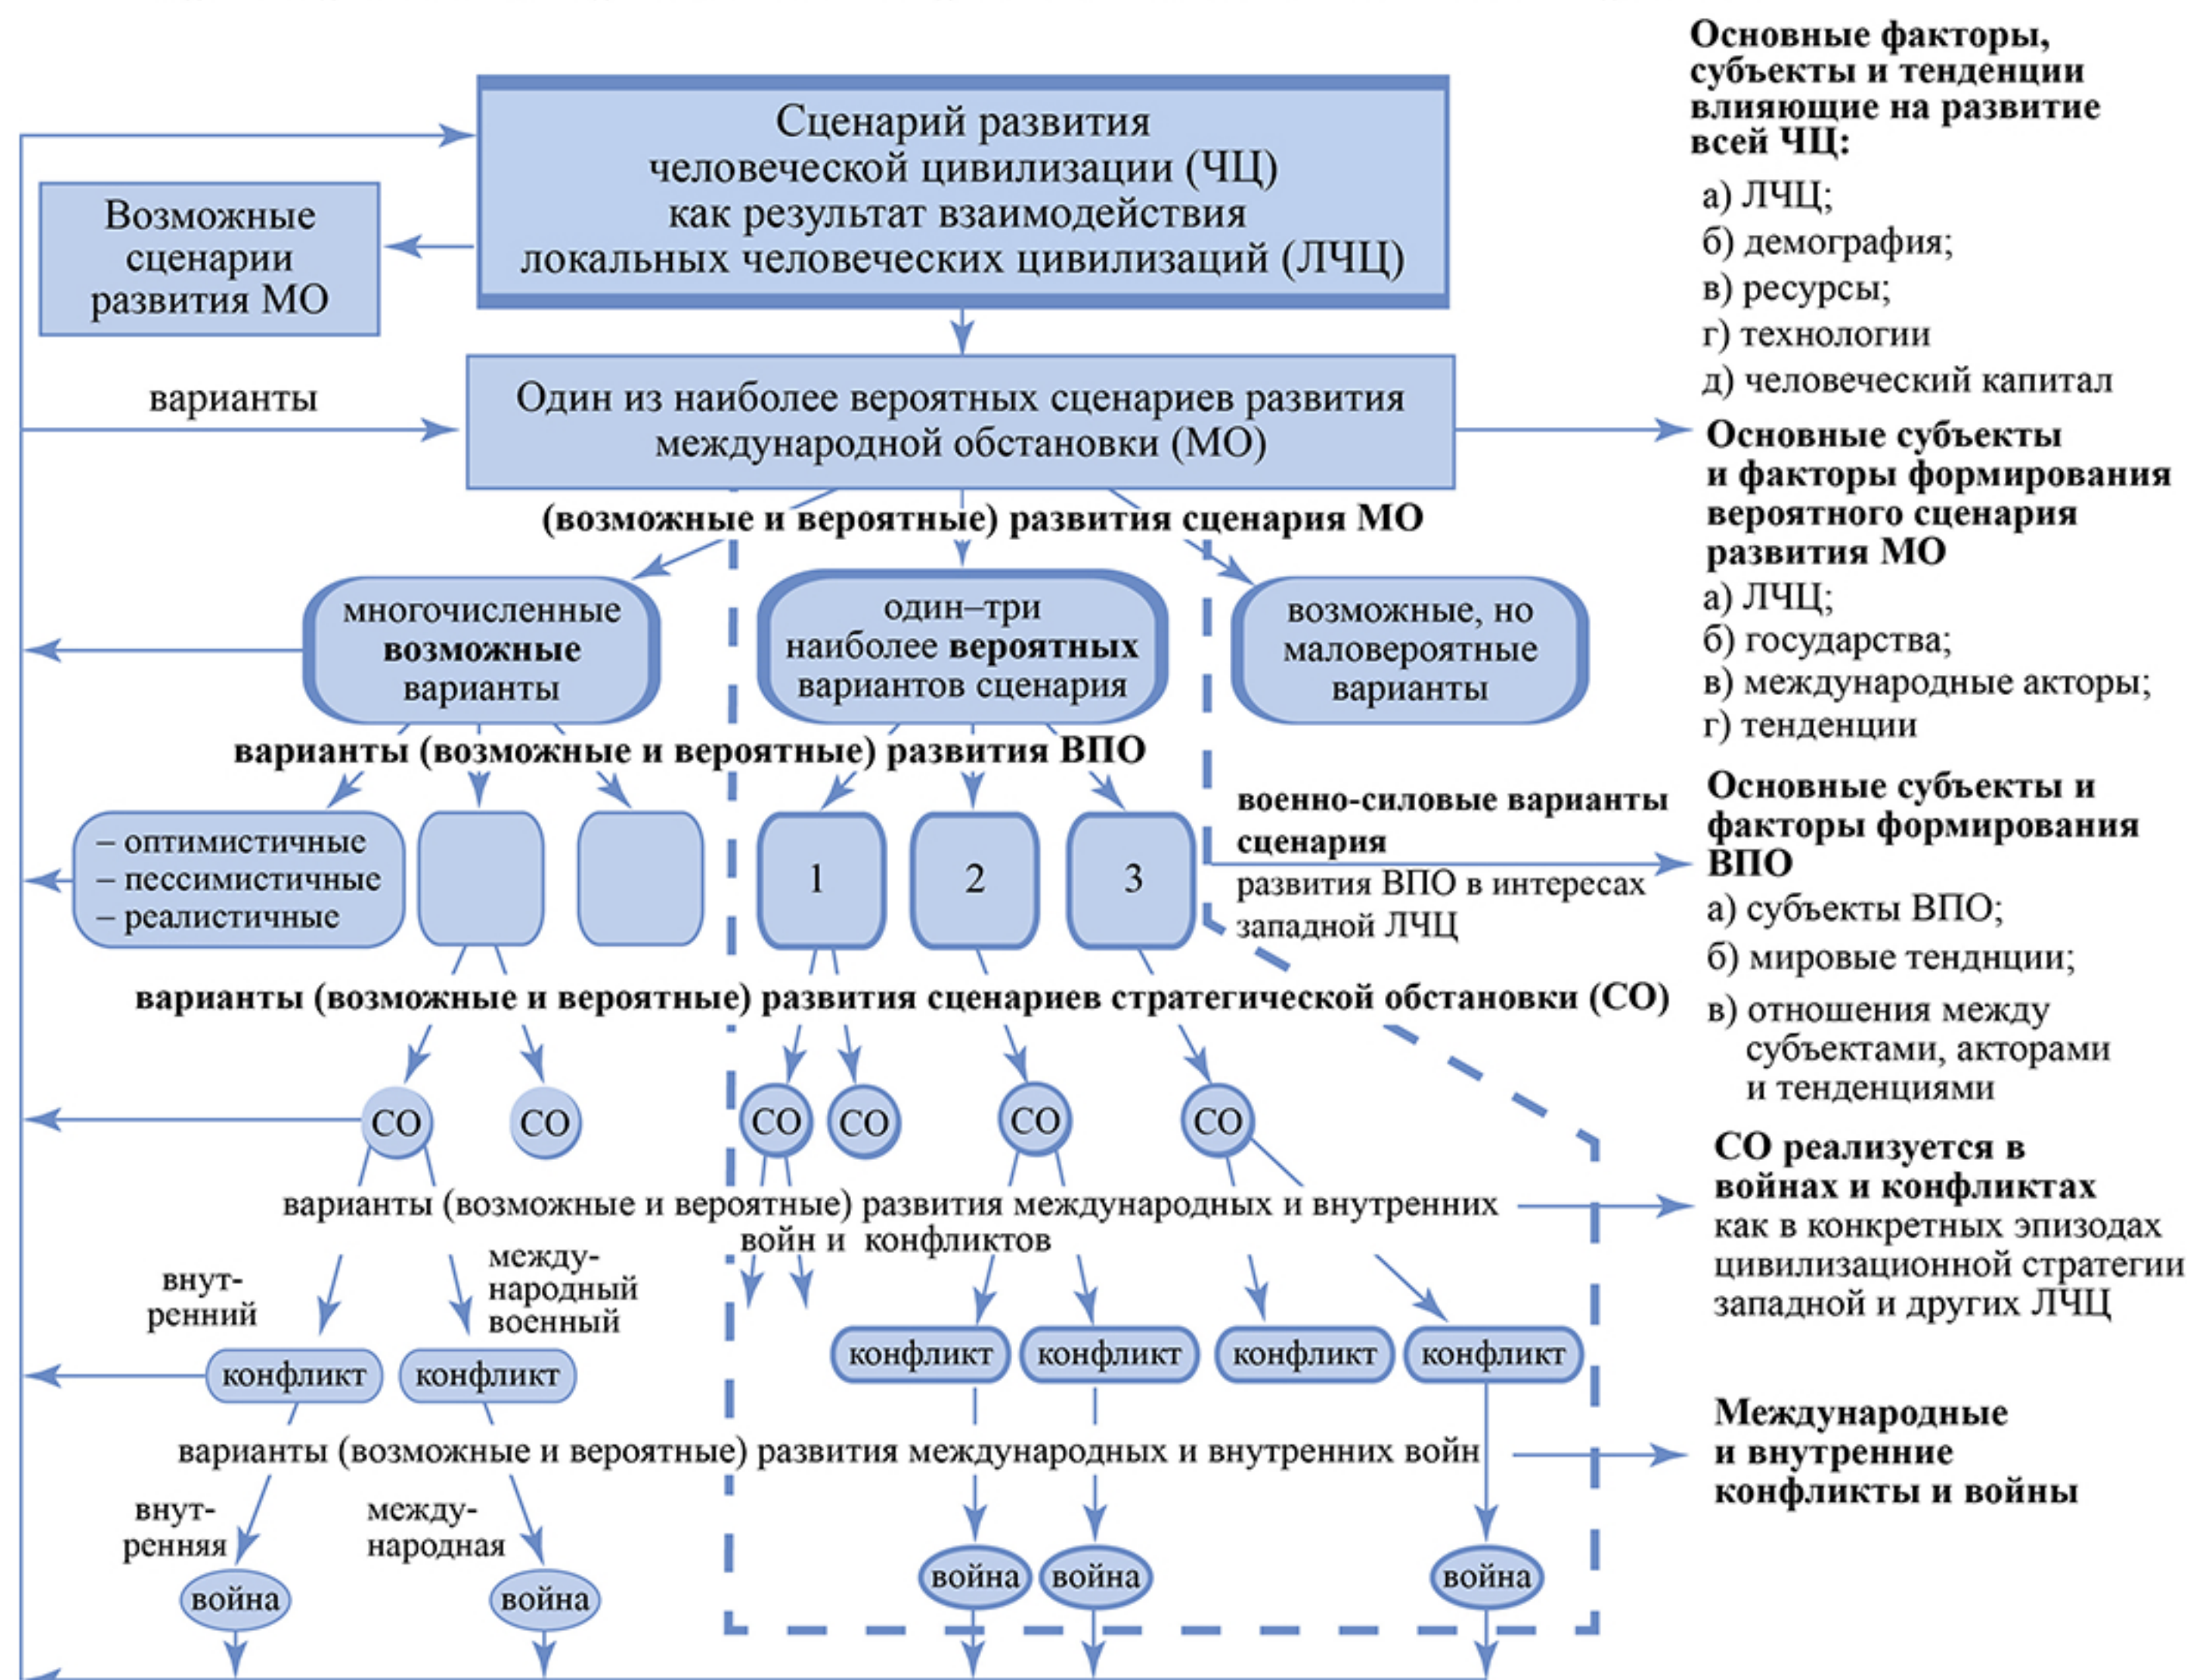 Сценарий развития
человеческой цивилизации (ЧЦ)
как результат взаимодействия
локальных человеческих цивилизаций (ЛЧЦ)
Возможные
сценарии
развития МО
варианты
Один из наиболее вероятных сценариев развития
международной обстановки (МО)
(возможные и вероятные) развития сценария МО
многочисленные
возможные
варианты
один–три
наиболее вероятных
вариантов сценария
возможные, но
маловероятные
варианты
варианты (возможные и вероятные) развития ВПО
– оптимистичные
– пессимистичные
– реалистичные
1
2
3
военно-силовые варианты
сценария
развития ВПО в интересах
западной ЛЧЦ
варианты (возможные и вероятные) развития сценариев стратегической обстановки (СО)
СО
СО
СО
СО
СО
СО
варианты (возможные и вероятные) развития международных и внутренних
войн и конфликтов
внут-
ренний
между-
народный
военный
конфликт
конфликт
конфликт
конфликт
конфликт
конфликт
варианты (возможные и вероятные) развития международных и внутренних войн
внут-
ренняя
между-
народная
война
война
война
война
война
Основные факторы,
субъекты и тенденции
влияющие на развитие
всей ЧЦ:
а) ЛЧЦ;
б) демография;
в) ресурсы;
г) технологии
д) человеческий капитал
Основные субъекты
и факторы формирования
вероятного сценария
развития МО
а) ЛЧЦ;
б) государства;
в) международные акторы;
г) тенденции
Основные субъекты и
факторы формирования
ВПО
а) субъекты ВПО;
б) мировые тенднции;
в) отношения между
субъектами, акторами
и тенденциями
СО реализуется в
войнах и конфликтах
как в конкретных эпизодах
цивилизационной стратегии
западной и других ЛЧЦ
Международные
и внутренние
конфликты и войны